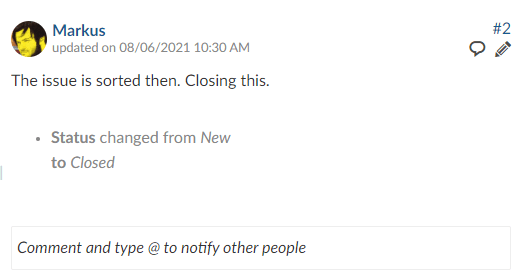 Markus #2
updated on 08/06/2021 10:30 AM
The issue is sorted then. Closing this.
Status changed from New
to Closed
Comment and type @ to notify other people